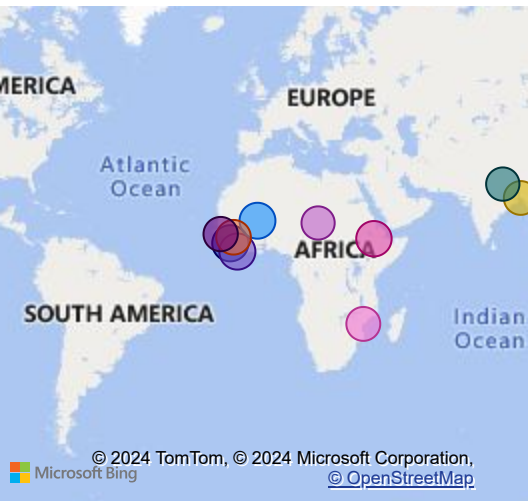 MERICA
EUROPE
Atlantic
Ocean
AFRICA
SOUTH AMERICA
Indian
Ocean
© 2024 TomTom, © 2024 Microsoft Corporation,
Microsoft Bing
© OpenStreetMap